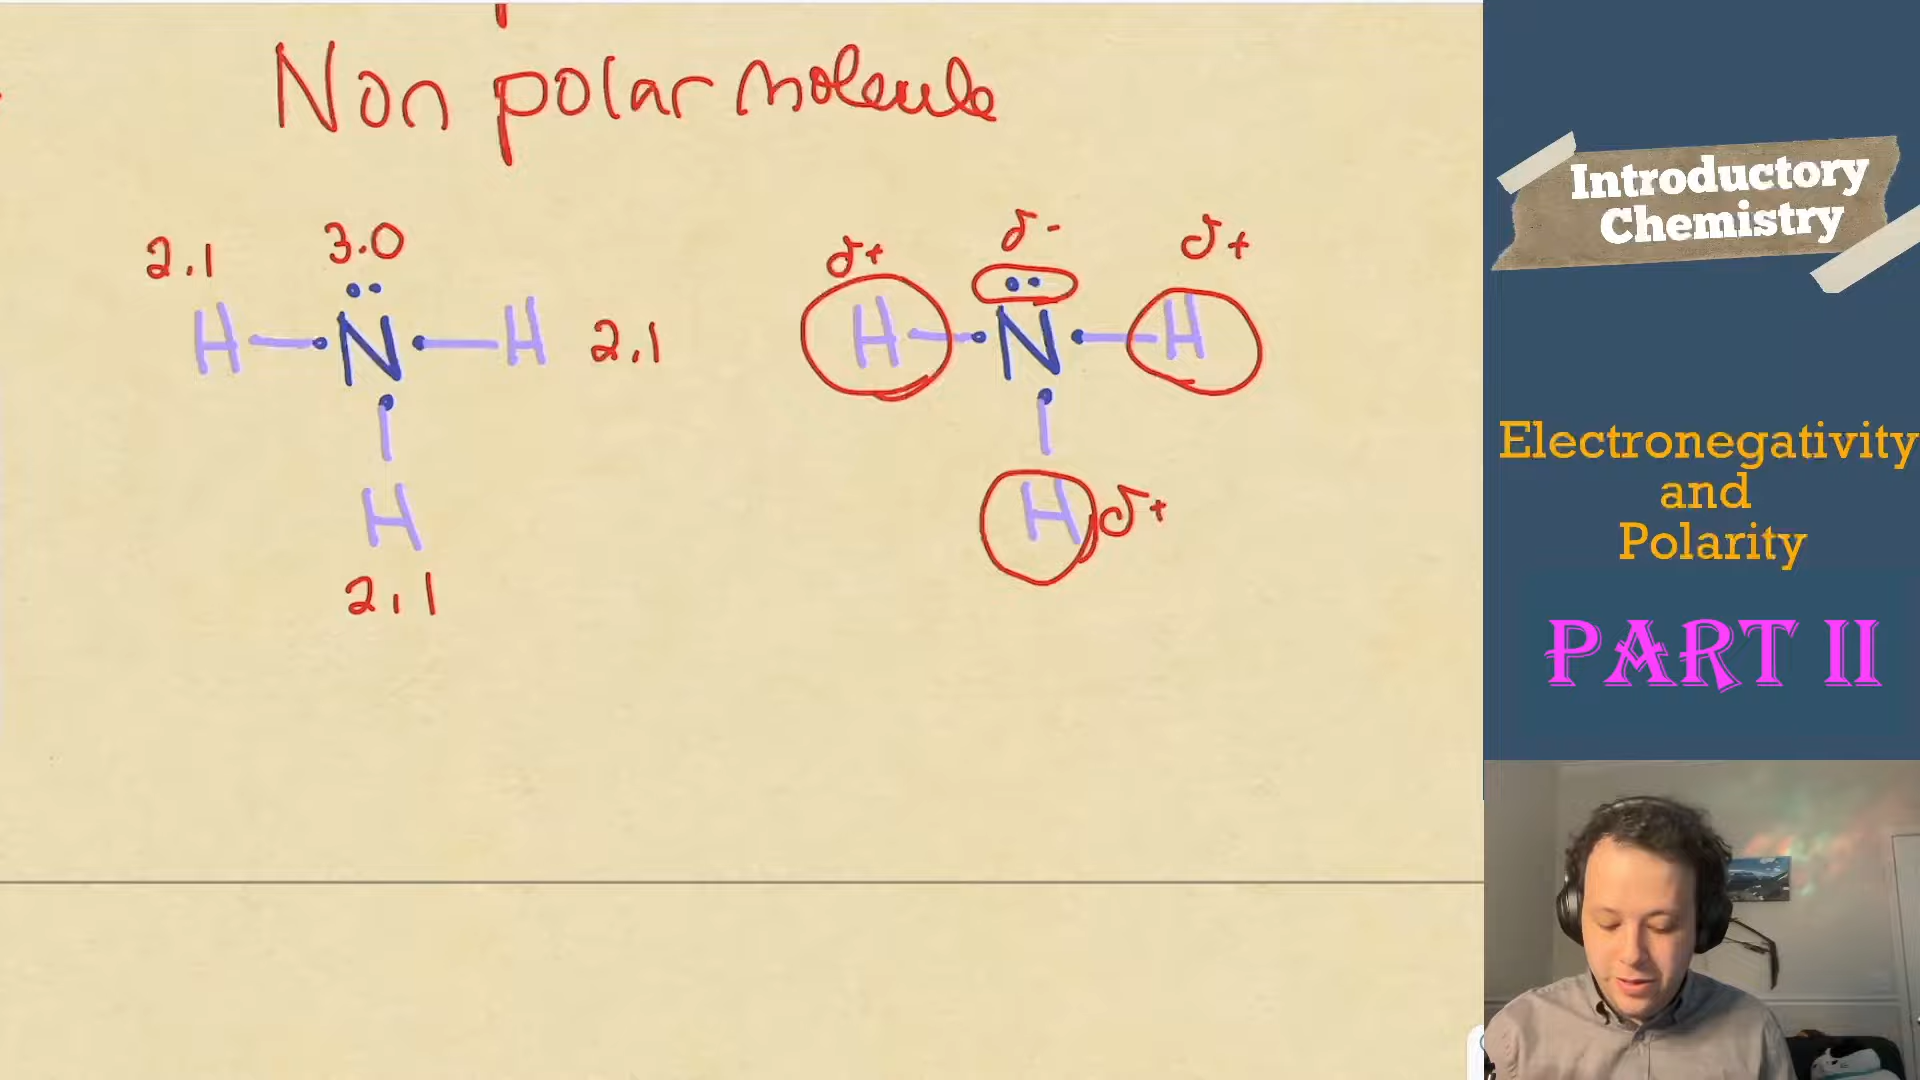 Non polar molecule
2.1
3.0
H
N
H
2.1
H
2.1
δ+
δ-
δ+
H
N
H
H
δ+
Introductory
Chemistry
Electronegativity
and
Polarity
PART II